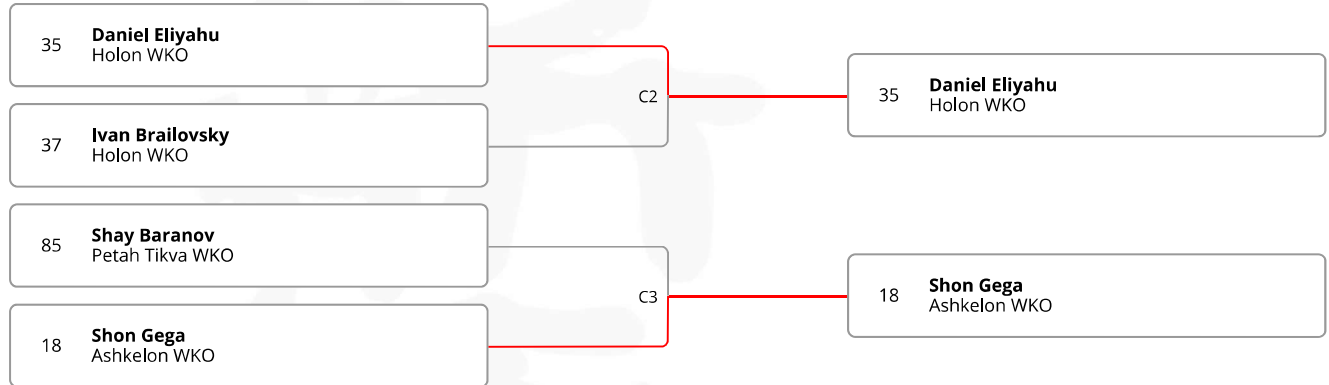 35 Daniel Eliyahu
Holon WKO
37 Ivan Brailovsky
Holon WKO
85 Shay Baranov
Petah Tikva WKO
18 Shon Gega
Ashkelon WKO
C2
C3
35 Daniel Eliyahu
Holon WKO
18 Shon Gega
Ashkelon WKO